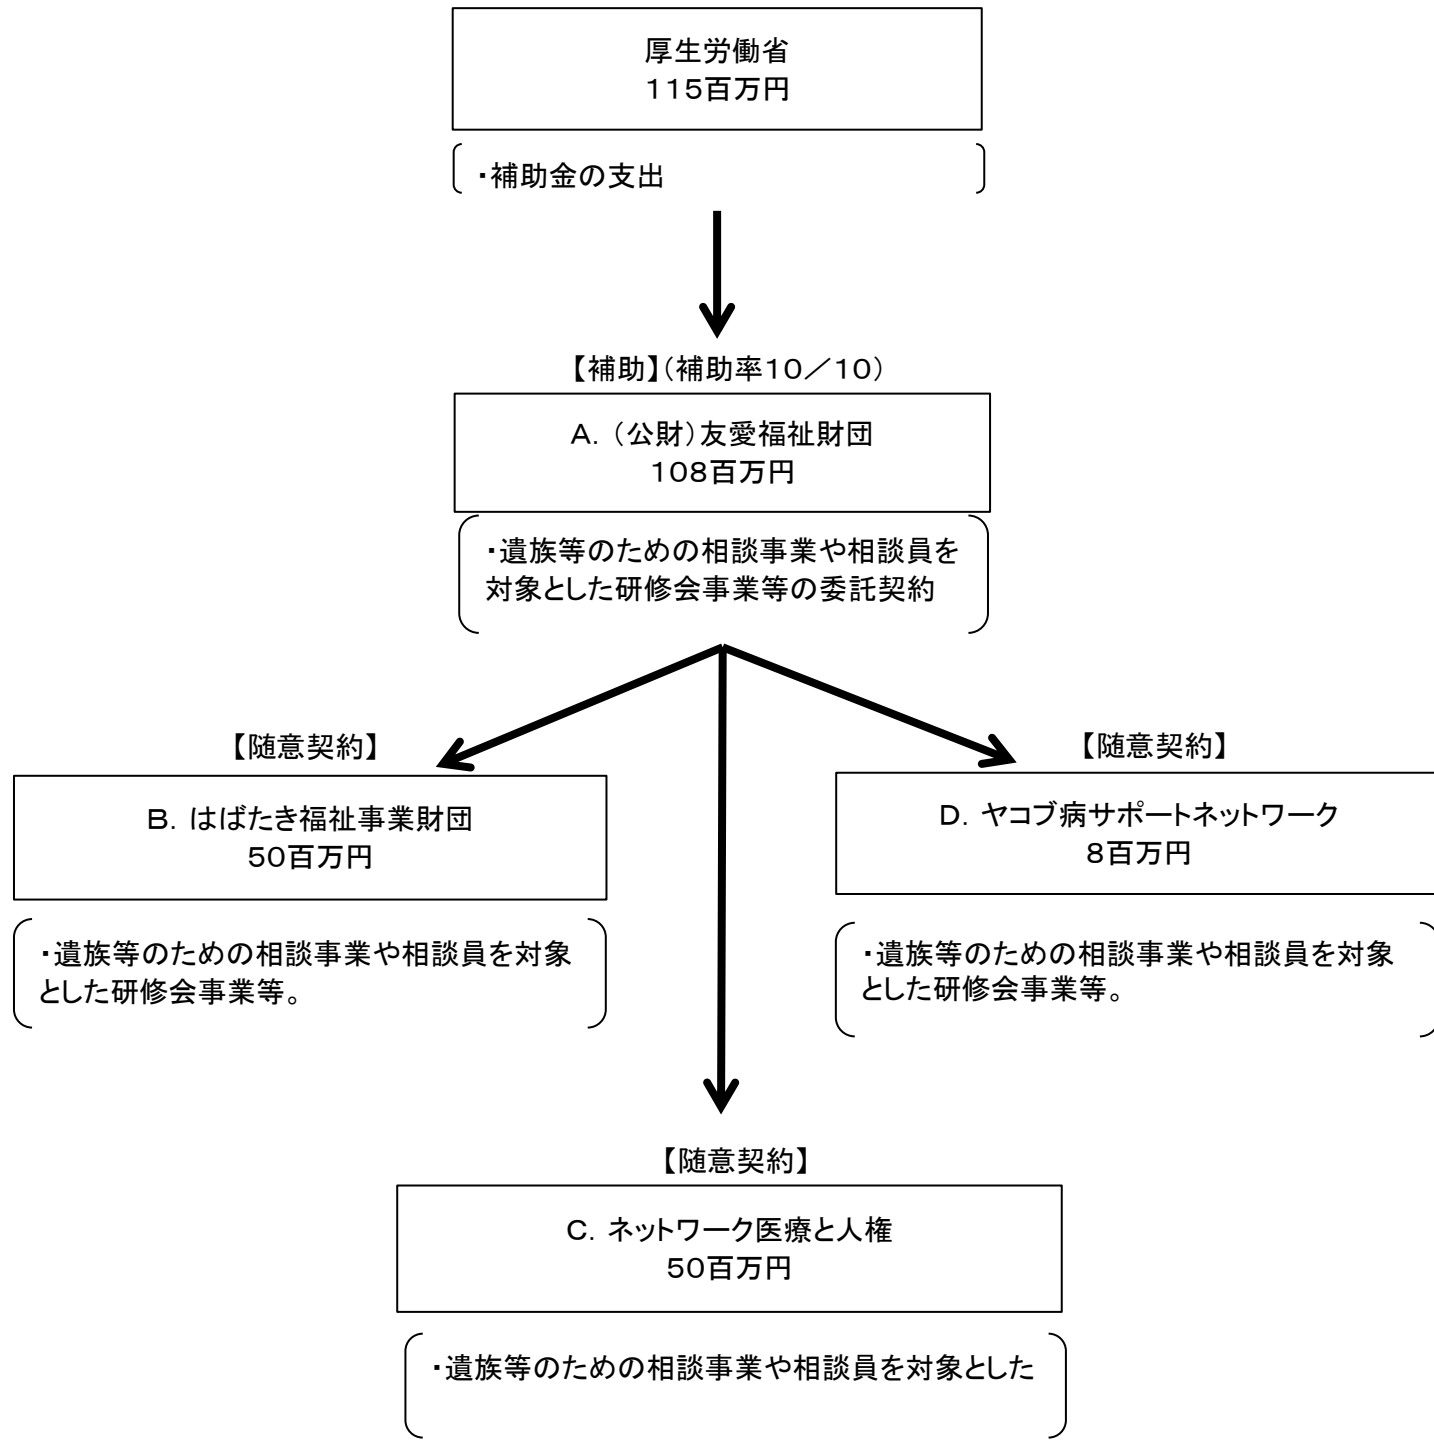 厚生労働省
115百万円
・補助金の支出
【補助】(補助率10／10)
A.（公財)友愛福祉財団
108百万円
・遺族等のための相談事業や相談員を
対象とした研修会事業等の委託契約
【随意契約】
B. はばたき福祉事業財団
50百万円
・遺族等のための相談事業や相談員を対象
とした研修会事業等。
【随意契約】
D. ヤコブ病サポートネットワーク
8百万円
・遺族等のための相談事業や相談員を対象
とした研修会事業等。
【随意契約】
C. ネットワーク医療と人権
50百万円
・遺族等のための相談事業や相談員を対象とした